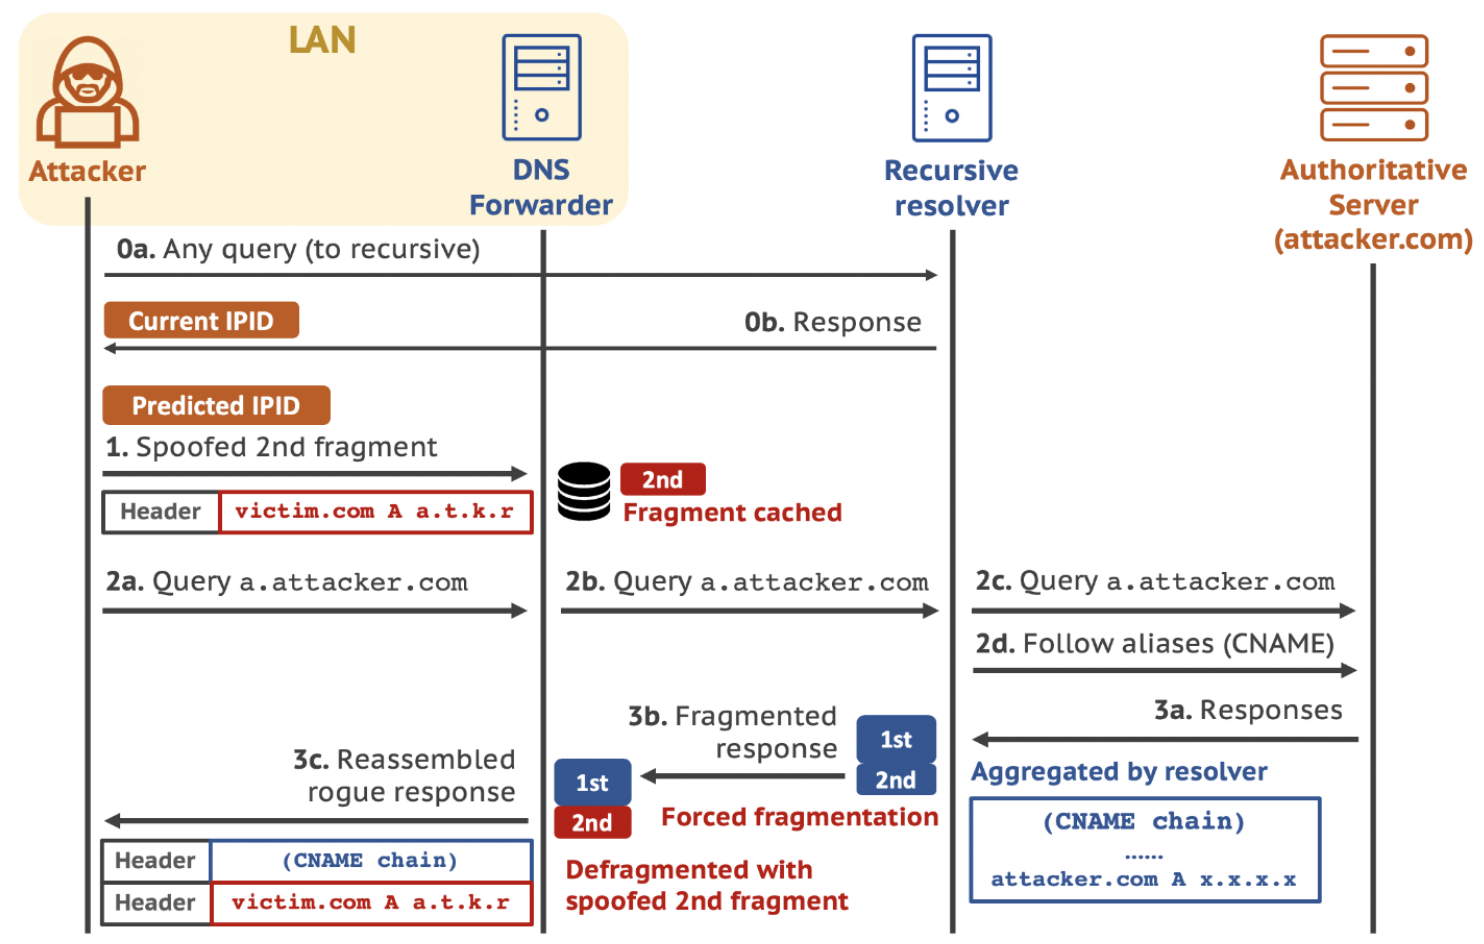 LAN
Attacker
DNS
Forwarder
Recursive
resolver
Authoritative
Server
(attacker.com)
0a. Any query (to recursive)
Current IPID
0b. Response
Predicted IPID
1. Spoofed 2nd fragment
Header
victim.com A a.t.k.r
2nd
Fragment cached
2a. Query a.attacker.com
2b. Query a.attacker.com
2c. Query a.attacker.com
2d. Follow aliases (CNAME)
3a. Responses
Aggregated by resolver
(CNAME chain)
......
attacker.com A x.x.x.x
3b. Fragmented
response
1st
2nd
Forced fragmentation
1st
2nd
Defragmented with
spoofed 2nd fragment
3c. Reassembled
rogue response
Header
(CNAME chain)
Header
victim.com A a.t.k.r